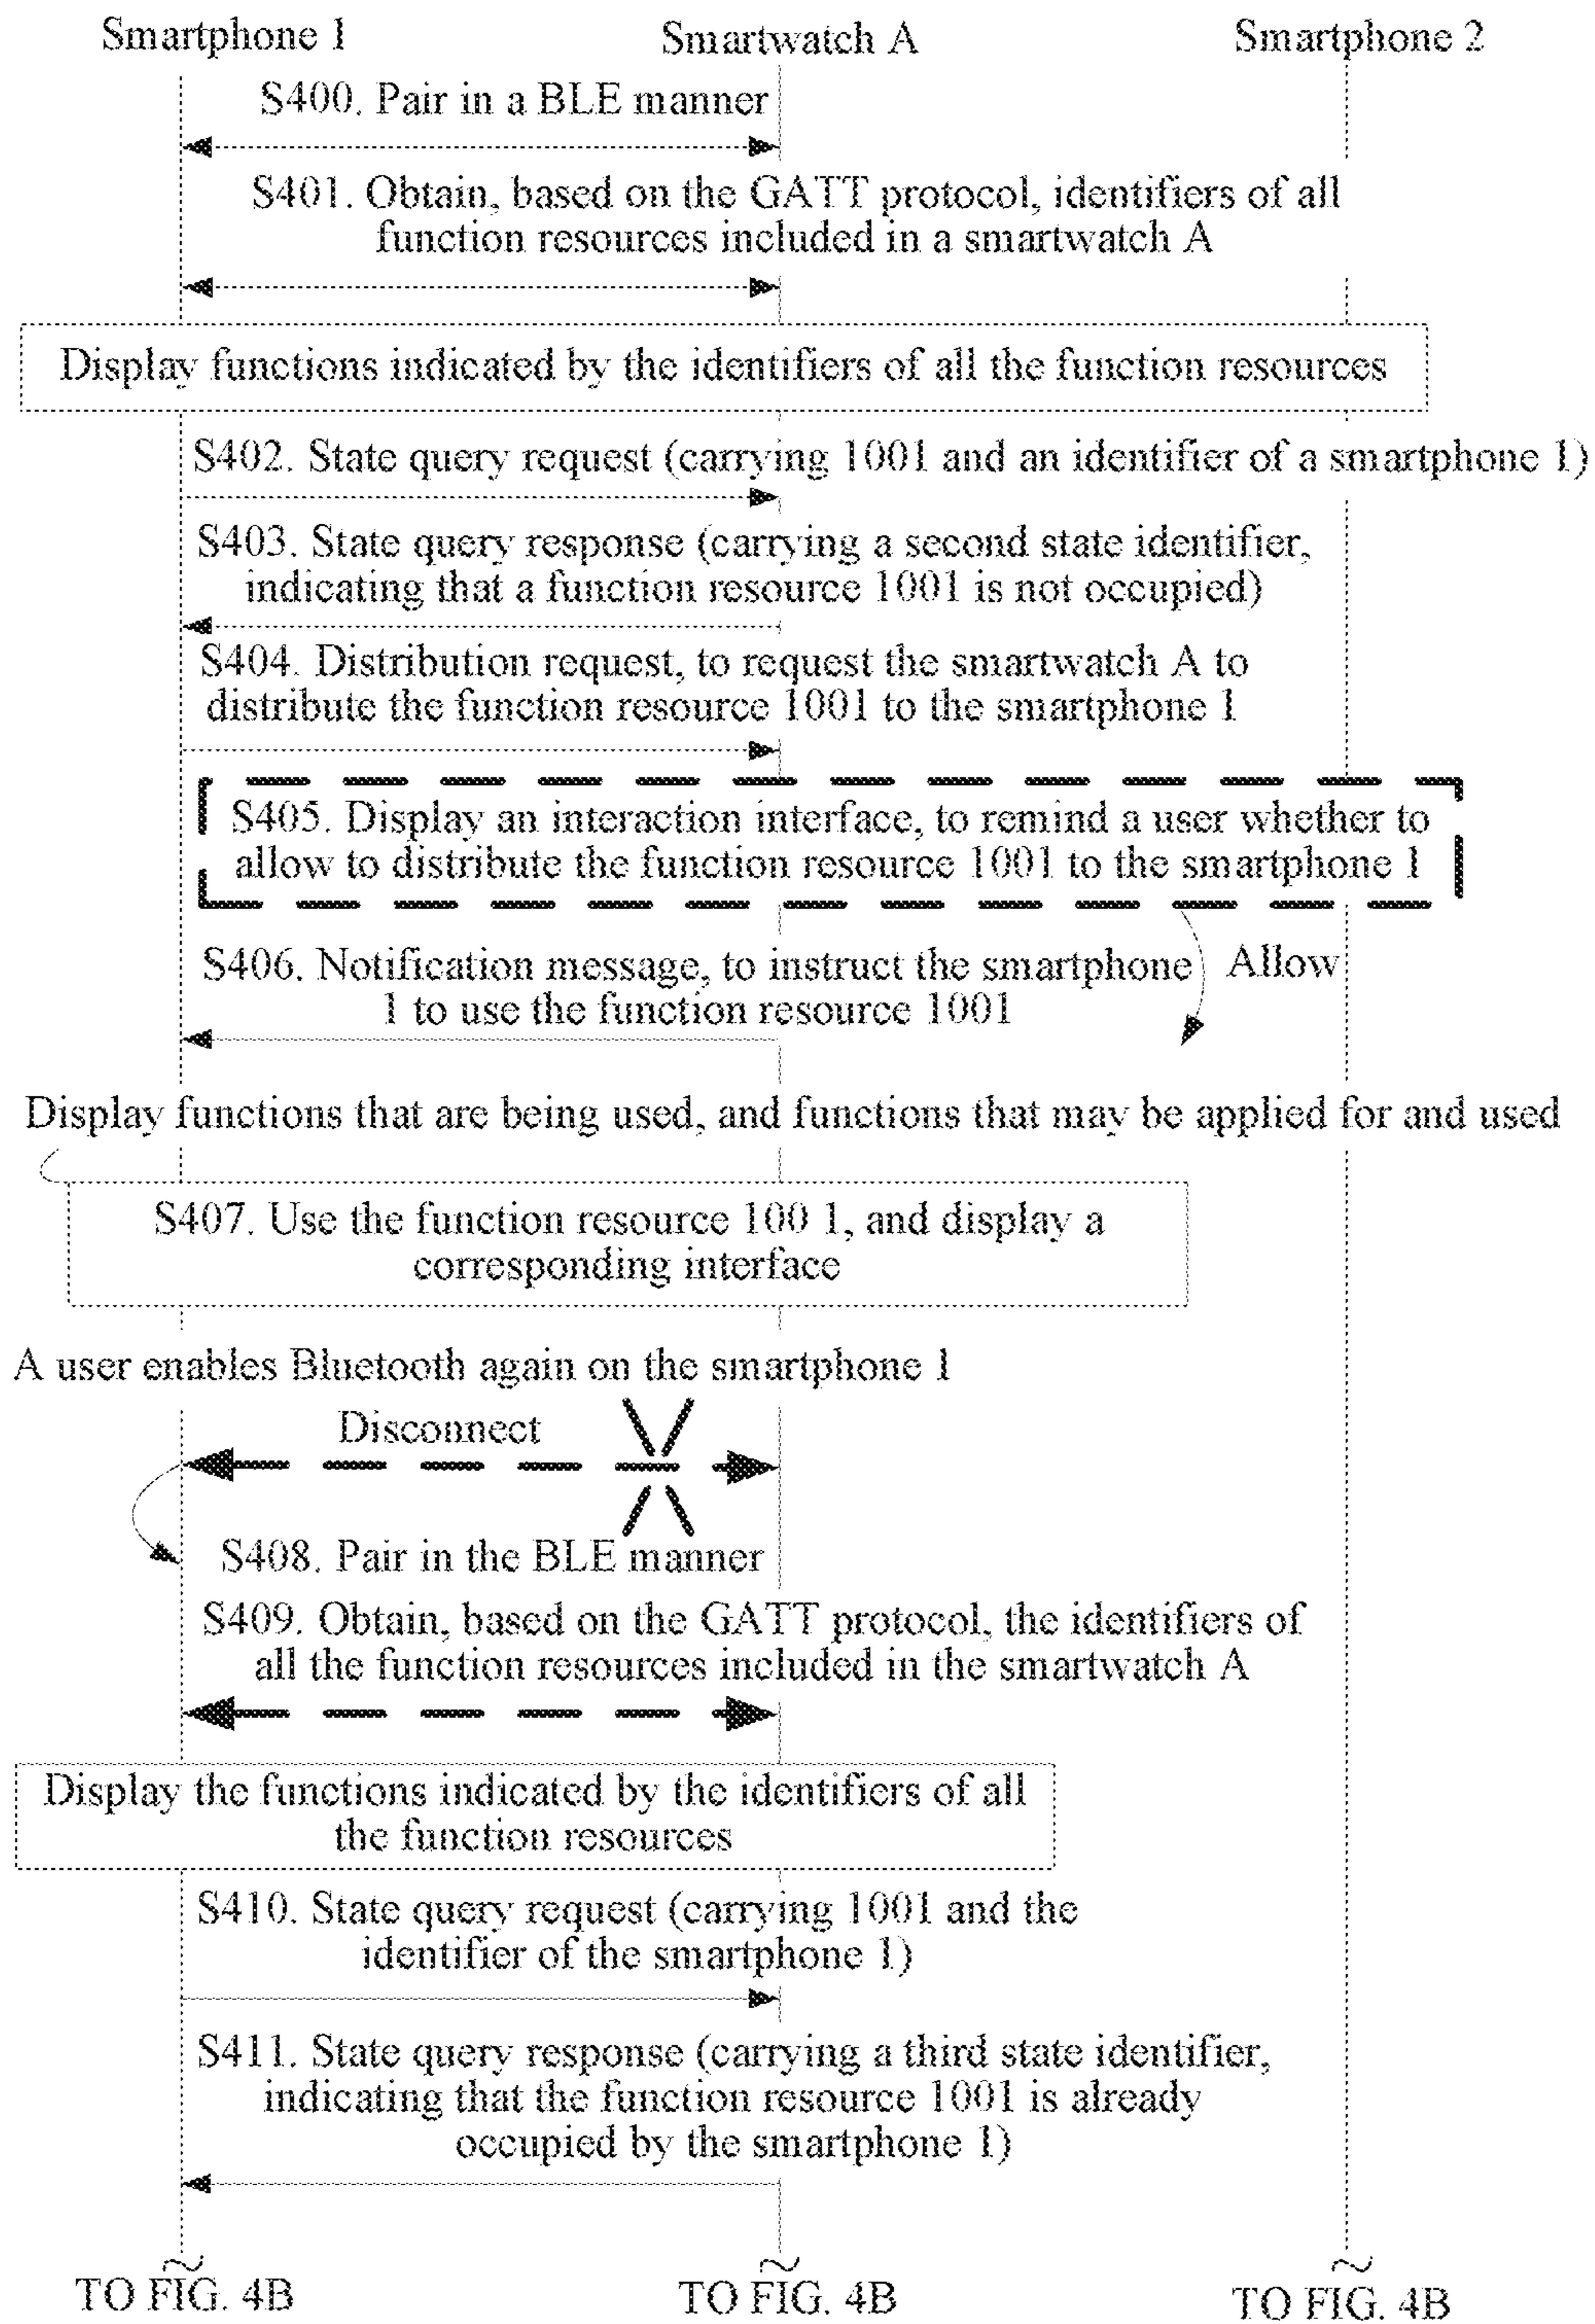 Smartphone 1
Smartwatch A
Smartphone 2
S400. Pair in a BLE manner
S401. Obtain, based on the GATT protocol, identifiers of all
function resources included in a smartwatch A
Display functions indicated by the identifiers of all the function resources
S402. State query request (carrying 1001 and an identifier of a smartphone 1)
S403. State query response (carrying a second state identifier,
indicating that a function resource 1001 is not occupied)
S404. Distribution request, to request the smartwatch A to
distribute the function resource 1001 to the smartphone 1
S405. Display an interaction interface, to remind a user whether to
allow to distribute the function resource 1001 to the smartphone 1
S406. Notification message, to instruct the smartphone
1 to use the function resource 1001
Allow
Display functions that are being used, and functions that may be applied for and used
S407. Use the function resource 100 1, and display a
corresponding interface
A user enables Bluetooth again on the smartphone 1
Disconnect
S408. Pair in the BLE manner
S409. Obtain, based on the GATT protocol, the identifiers of
all the function resources included in the smartwatch A
Display the functions indicated by the identifiers of all
the function resources
S410. State query request (carrying 1001 and the
identifier of the smartphone 1)
S411. State query response (carrying a third state identifier,
indicating that the function resource 1001 is already
occupied by the smartphone 1)
TO FIG. 4B
TO FIG. 4B
TO FIG. 4B